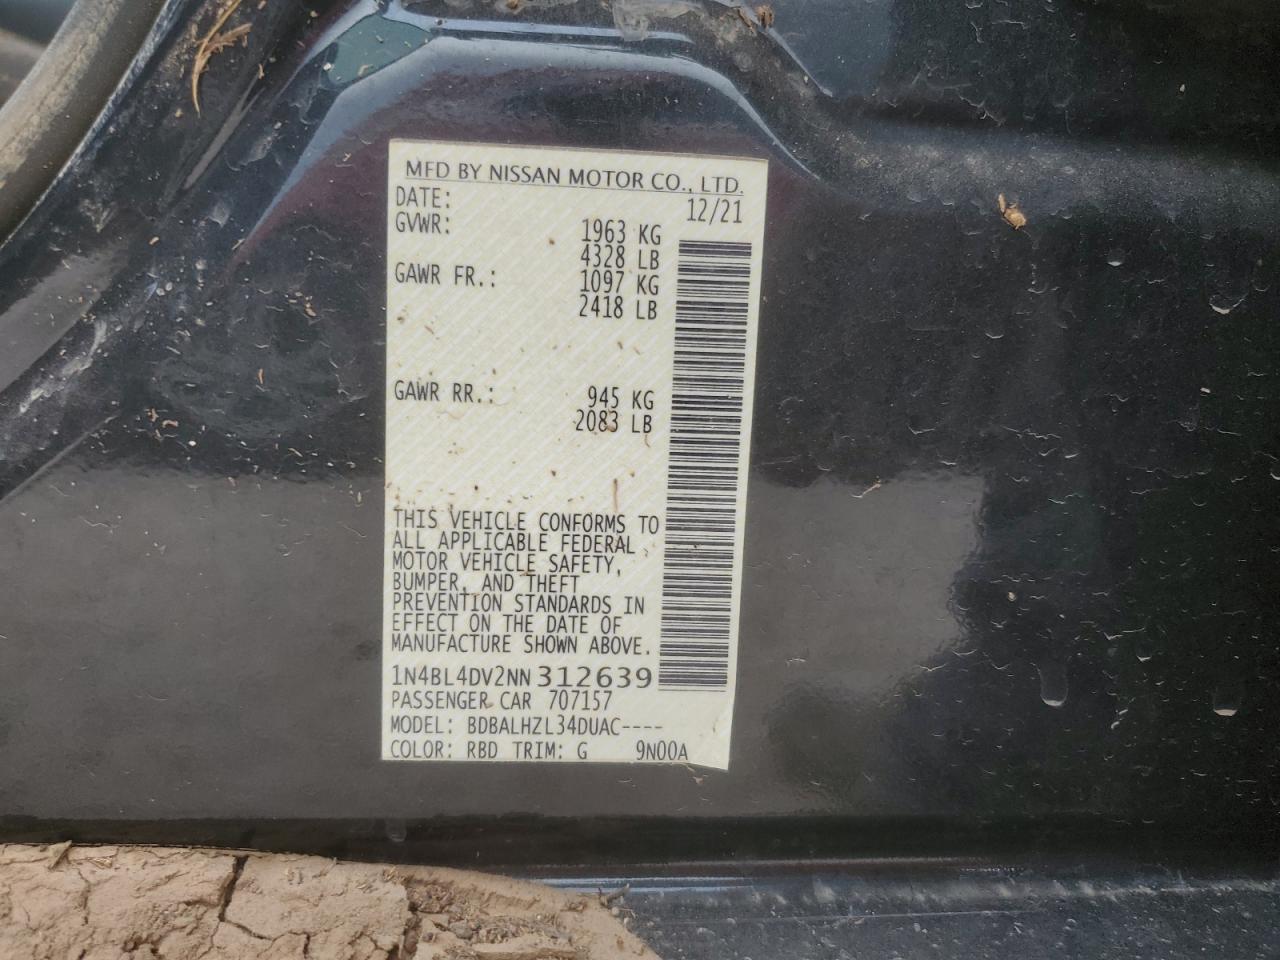 MFD BY NISSAN MOTOR CO., LTD.
DATE: 12/21
GVWR: 1963 KG
4328 LB
GAWR FR.: 1097 KG
2418 LB
GAWR RR.: 945 KG
2083 LB
THIS VEHICLE CONFORMS TO
ALL APPLICABLE FEDERAL
MOTOR VEHICLE SAFETY,
BUMPER, AND THEFT
PREVENTION STANDARDS IN
EFFECT ON THE DATE OF
MANUFACTURE SHOWN ABOVE.
1N4BL4DV2NN312639
PASSENGER CAR 707157
MODEL: BDBALHZL34DUAC----
COLOR: RBD TRIM: G 9N00A